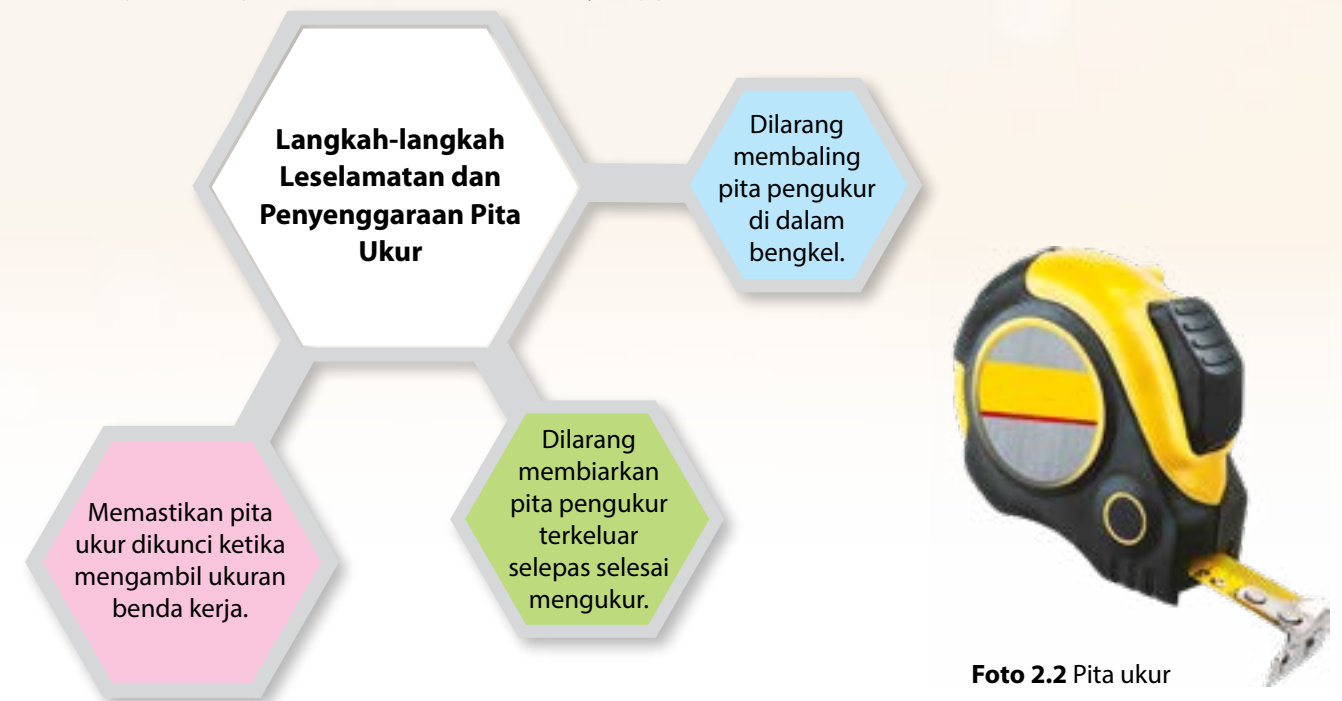 Langkah-langkah
Leselamatan dan
Penyenggaraan Pita
Ukur
Dilarang
membaling
pita pengukur
di dalam
bengkel.
Dilarang
membiarkan
pita pengukur
terkeluar
selepas selesai
mengukur.
Memastikan pita
ukur dikunci ketika
mengambil ukuran
benda kerja.
Foto 2.2 Pita ukur